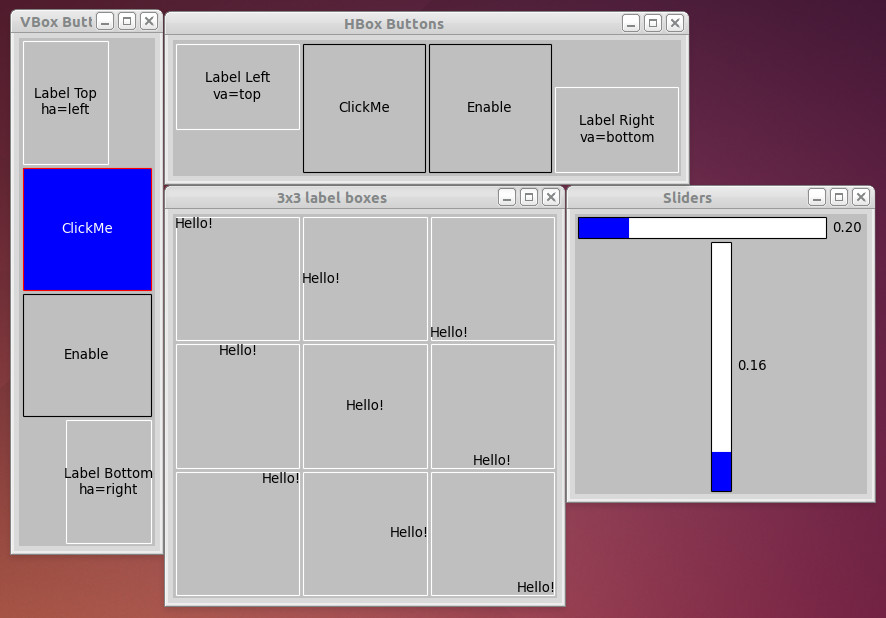 VBox Butt
Label Top
ha=left
ClickMe
Enable
Label Bottom
ha=right
HBox Buttons
Label Left
va=top
ClickMe
Enable
Label Right
va=bottom
3x3 label boxes
Hello!
Hello!
Hello!
Hello!
Hello!
Hello!
Hello!
Hello!
Hello!
Sliders
0.20
0.16